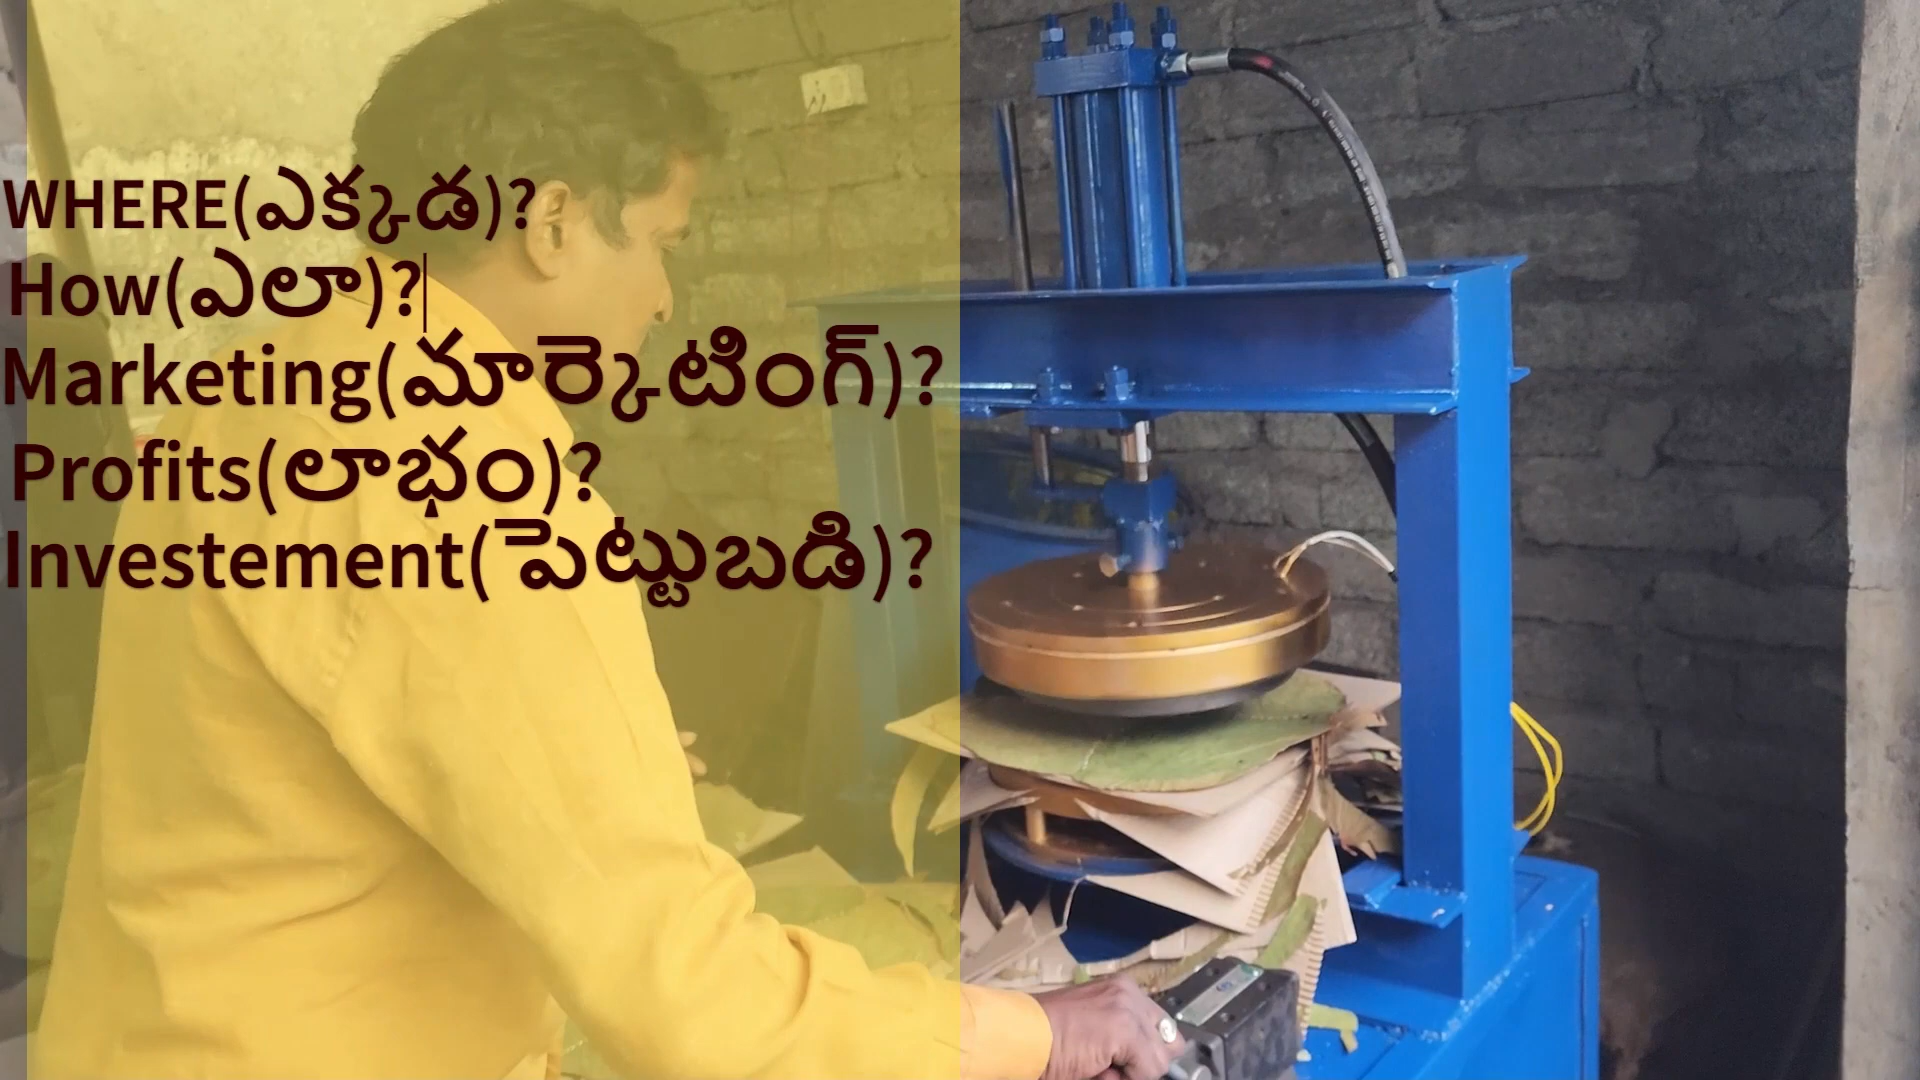 WHERE(ఎక్కడ)?
How(ఎలా)?
Marketing(మార్కెటింగ్)?
Profits(లాభం)?
Investement(పెట్టుబడి)?